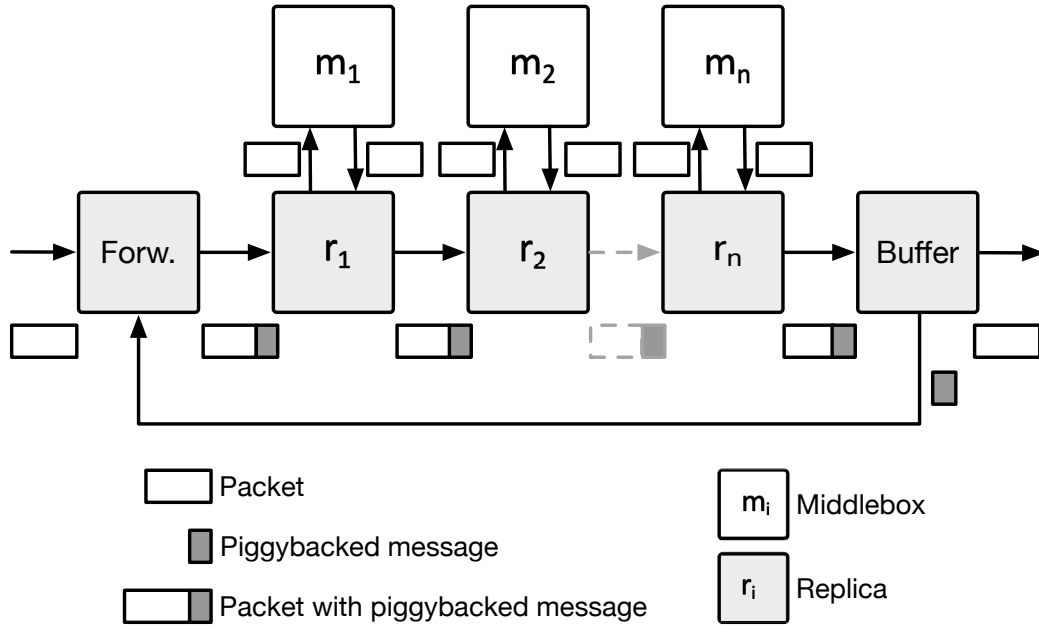 m₁ m₂ mₙ
Forw. r₁ r₂ rₙ Buffer
Packet
Piggybacked message
Packet with piggybacked message
mᵢ Middlebox
rᵢ Replica